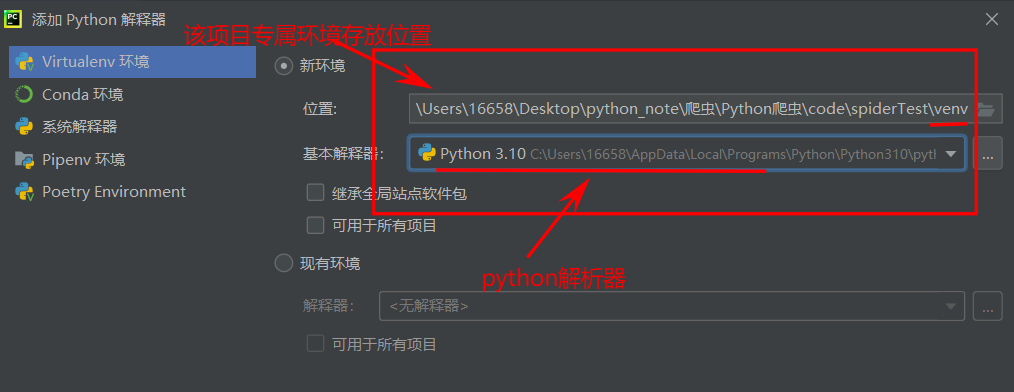 PC
添加 Python 解释器
该项目专属环境存放位置
Virtualenv 环境
Conda 环境
系统解释器
Pipenv 环境
Poetry Environment
新环境
位置:
\Users\16658\Desktop\python_note\爬虫\Python爬虫\code\spiderTest\venv
基本解释器:
Python 3.10 C:\Users\16658\AppData\Local\Programs\Python\Python310\pytl
...
继承全局站点软件包
可用于所有项目
python解析器
现有环境
解释器:
<无解释器>
...
可用于所有项目